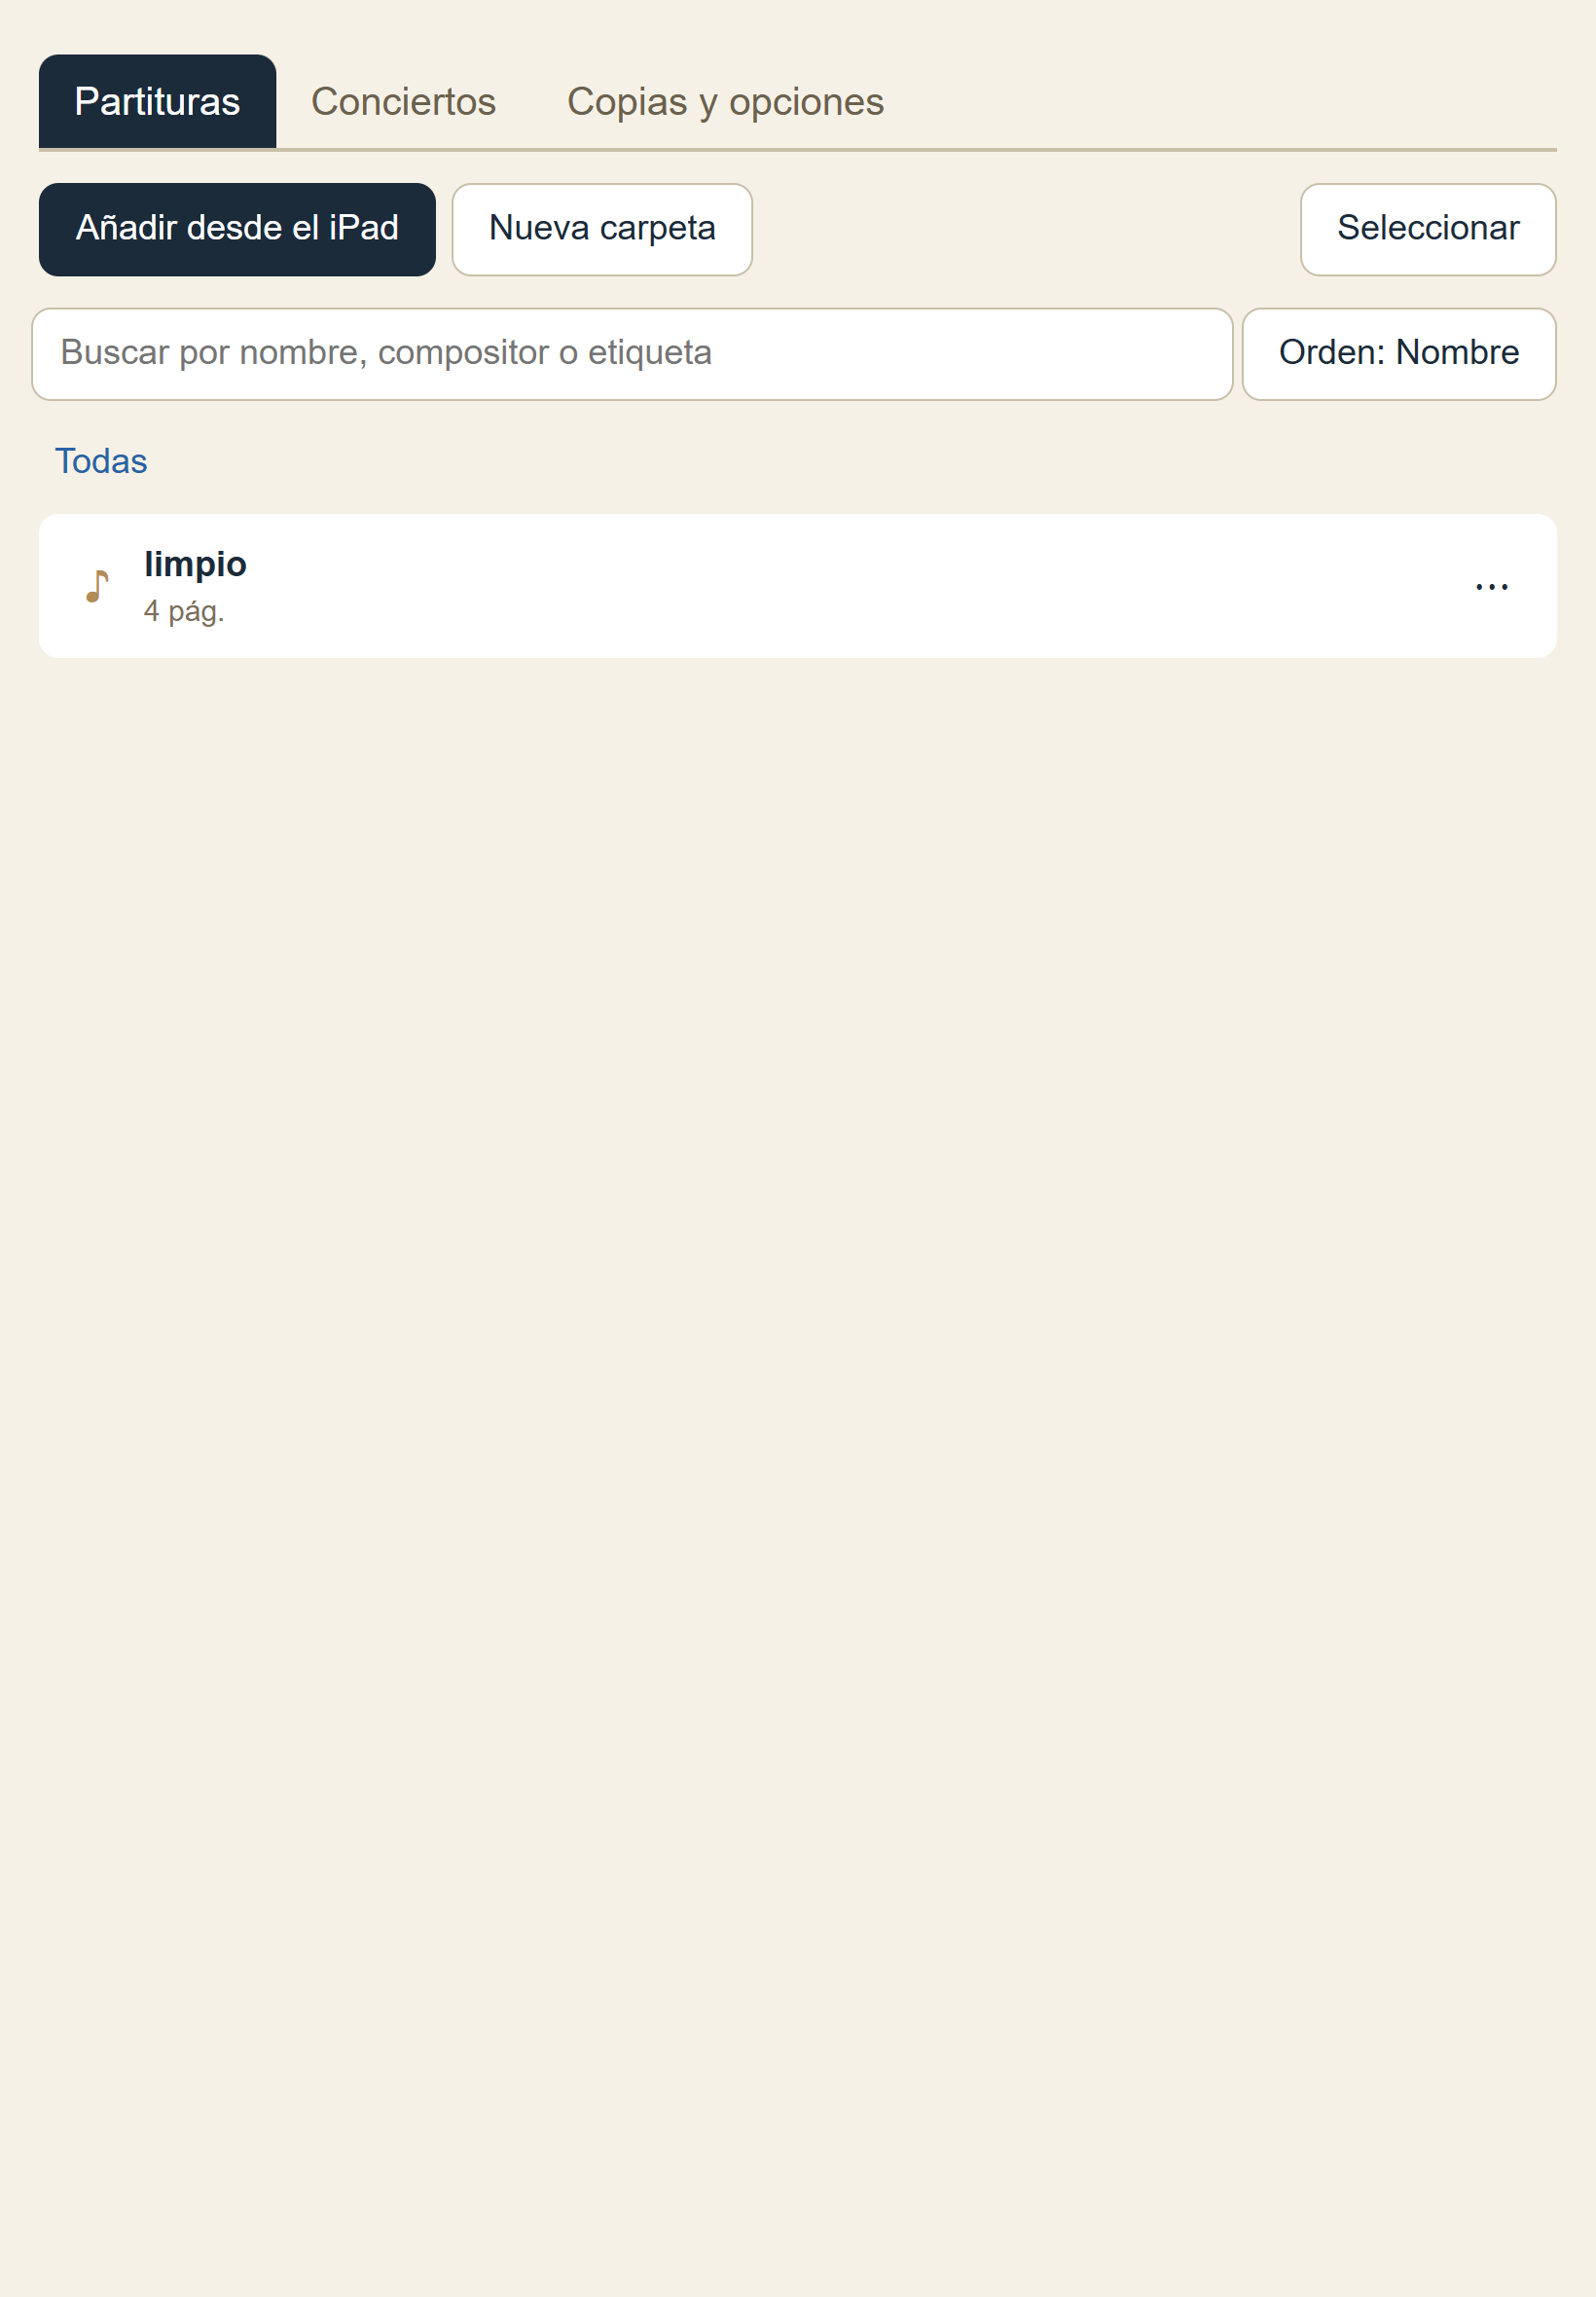 Partituras Conciertos Copias y opciones
Añadir desde el iPad Nueva carpeta Seleccionar
Buscar por nombre, compositor o etiqueta Orden: Nombre
Todas
limpio
4 pág.